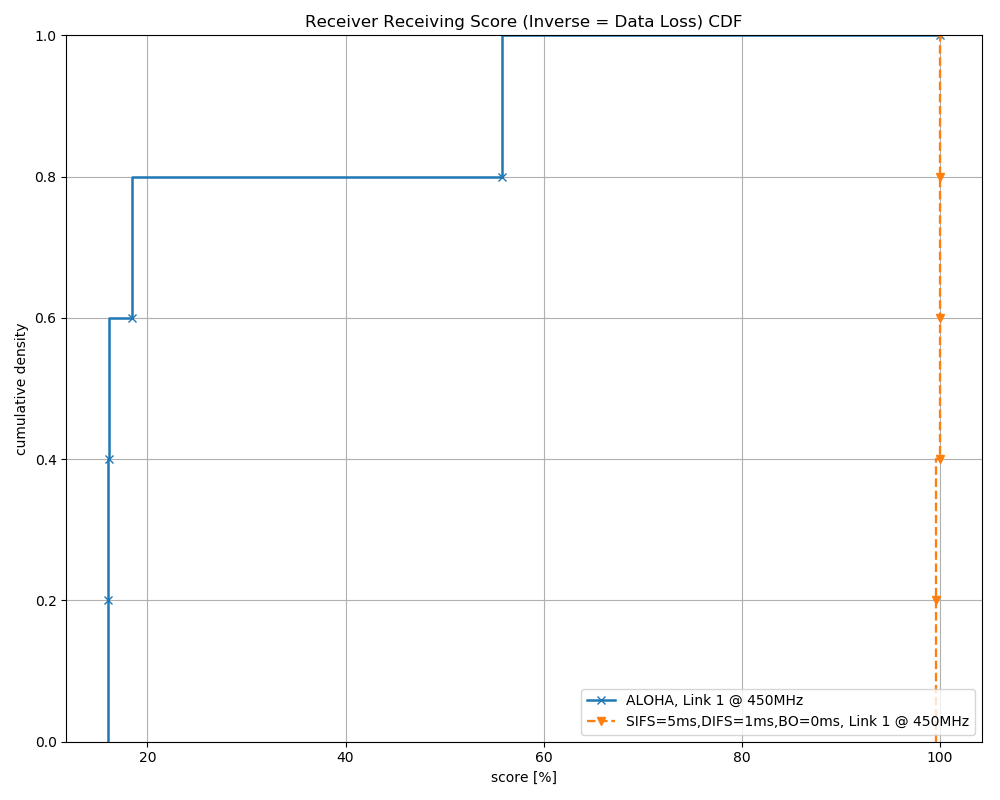 Receiver Receiving Score (Inverse = Data Loss) CDF
1.0
0.8
0.6
0.4
0.2
0.0
cumulative density
20
40
60
80
100
score [%]
ALOHA, Link 1 @ 450MHz
SIFS=5ms,DIFS=1ms,BO=0ms, Link 1 @ 450MHz